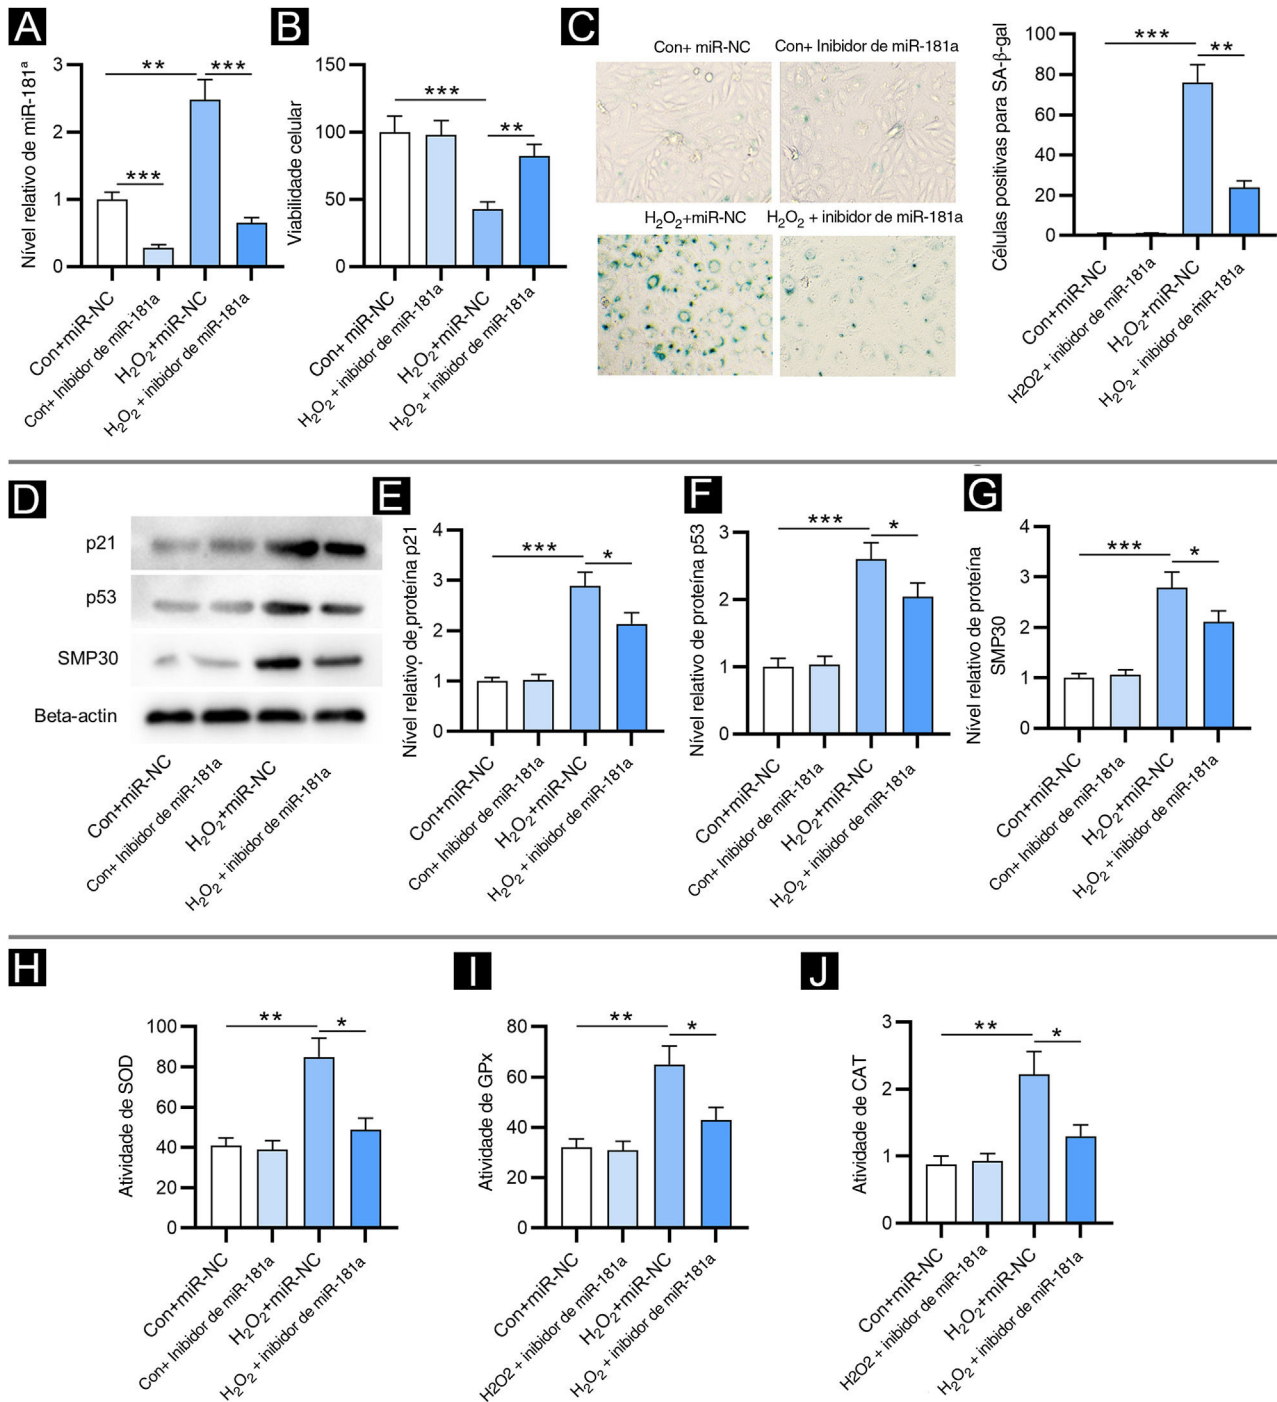 A
Nível relativo de miR-181ª
3
2
1
0
**
***
***
Con+miR-NC
Con+ Inibidor de miR-181a
H₂O₂+miR-NC
H₂O₂ + inibidor de miR-181a
B
Viabilidade celular
150
100
50
0
***
**
Con+ miR-NC
H₂O₂ + inibidor de miR-181a
H₂O₂+miR-NC
H₂O₂ + inibidor de miR-181a
C
Con+ miR-NC
Con+ Inibidor de miR-181a
H₂O₂+miR-NC
H₂O₂ + inibidor de miR-181a
Células positivas para SA-β-gal
100
80
60
40
20
0
***
**
Con+miR-NC
H2O2 + inibidor de miR-181a
H₂O₂+miR-NC
H₂O₂ + inibidor de miR-181a
D
p21
p53
SMP30
Beta-actin
Con+miR-NC
Con+ Inibidor de miR-181a
H₂O₂+miR-NC
H₂O₂ + inibidor de miR-181a
E
Nível relativo de proteína p21
4
3
2
1
0
***
*
Con+miR-NC
Con+ Inibidor de miR-181a
H₂O₂+miR-NC
H₂O₂ + inibidor de miR-181a
F
Nível relativo de proteína p53
3
2
1
0
***
*
Con+miR-NC
Con+ Inibidor de miR-181a
H₂O₂+miR-NC
H₂O₂ + inibidor de miR-181a
G
Nível relativo de proteína
SMP30
4
3
2
1
0
***
*
Con+miR-NC
Con+ Inibidor de miR-181a
H₂O₂+miR-NC
H₂O₂ + inibidor de miR-181a
H
Atividade de SOD
100
80
60
40
20
0
**
*
Con+miR-NC
Con+ Inibidor de miR-181a
H₂O₂+miR-NC
H₂O₂ + inibidor de miR-181a
I
Atividade de GPx
80
60
40
20
0
**
*
Con+miR-NC
H2O2 + inibidor de miR-181a
H₂O₂+miR-NC
H₂O₂ + inibidor de miR-181a
J
Atividade de CAT
3
2
1
0
**
*
Con+miR-NC
H2O2 + inibidor de miR-181a
H₂O₂+miR-NC
H₂O₂ + inibidor de miR-181a